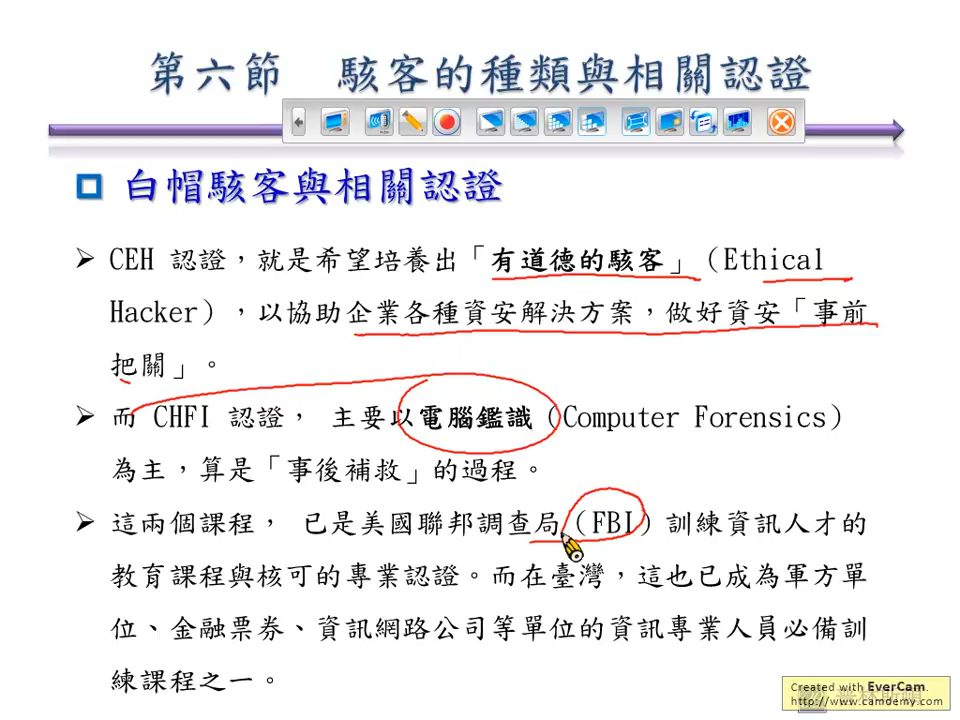 第六節 駭客的種類與相關認證
白帽駭客與相關認證
CEH 認證，就是希望培養出「有道德的駭客」（Ethical
Hacker），以協助企業各種資安解決方案，做好資安「事前
把關」。
而 CHFI 認證， 主要以電腦鑑識（Computer Forensics）
為主，算是「事後補救」的過程。
這兩個課程， 已是美國聯邦調查局（FBI）訓練資訊人才的
教育課程與核可的專業認證。而在臺灣，這也已成為軍方單
位、金融票券、資訊網路公司等單位的資訊專業人員必備訓
練課程之一。
Created with EverCam.
http://www.camdemy.com